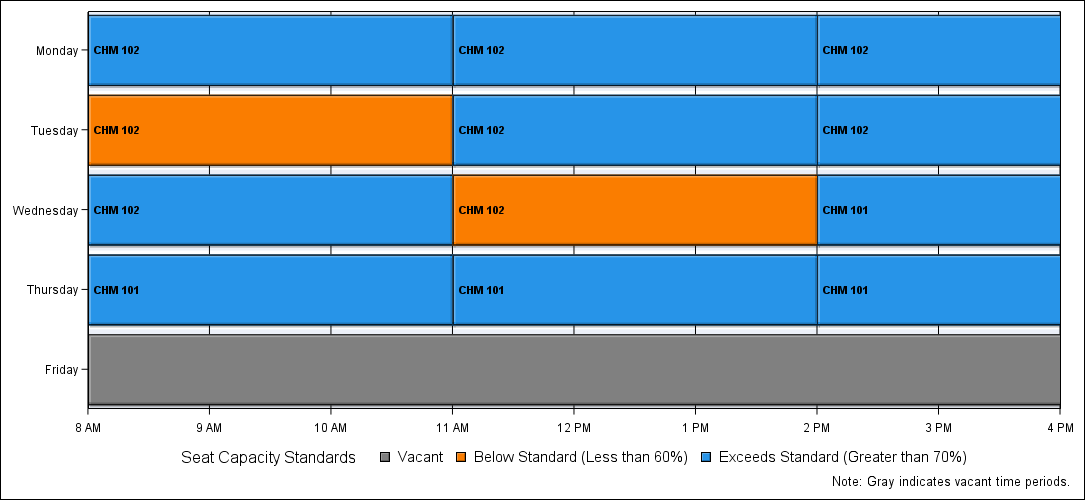 Monday CHM 102 CHM 102 CHM 102
Tuesday CHM 102 CHM 102 CHM 102
Wednesday CHM 102 CHM 102 CHM 101
Thursday CHM 101 CHM 101 CHM 101
Friday
8 AM 9 AM 10 AM 11 AM 12 PM 1 PM 2 PM 3 PM 4 PM
Seat Capacity Standards Vacant Below Standard (Less than 60%) Exceeds Standard (Greater than 70%)
Note: Gray indicates vacant time periods.